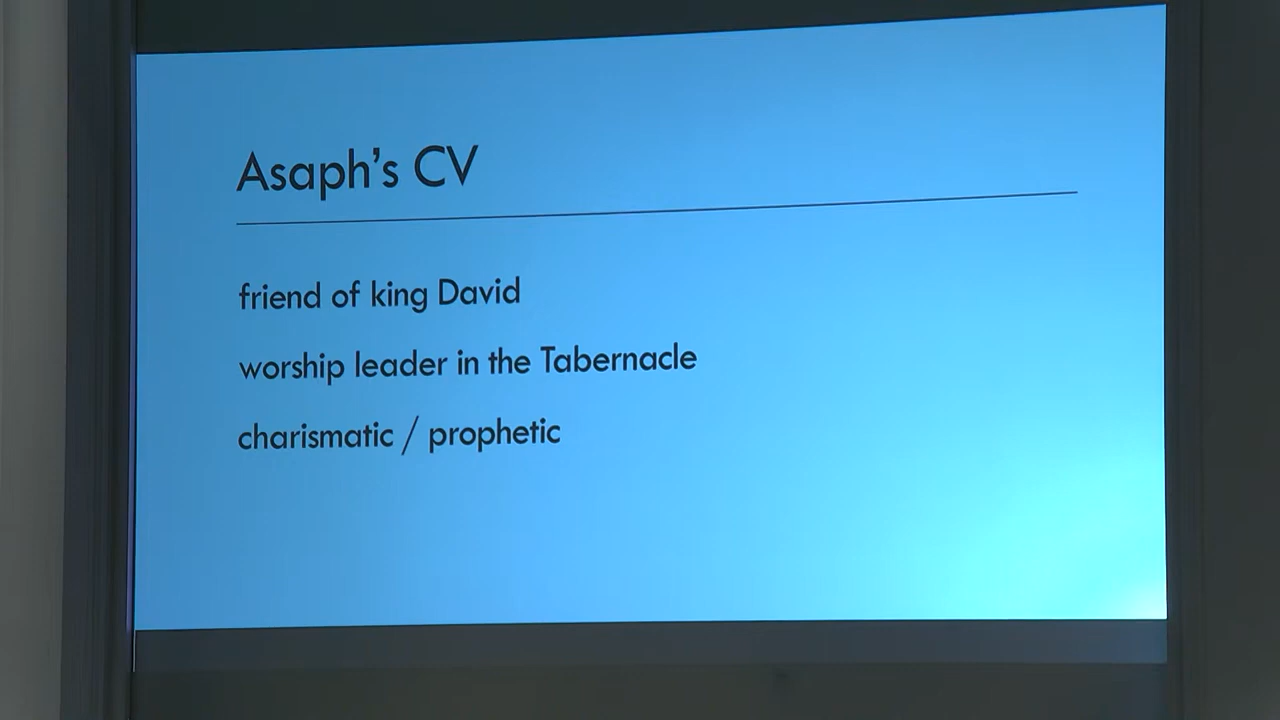 Asaph's CV
friend of king David
worship leader in the Tabernacle
charismatic / prophetic